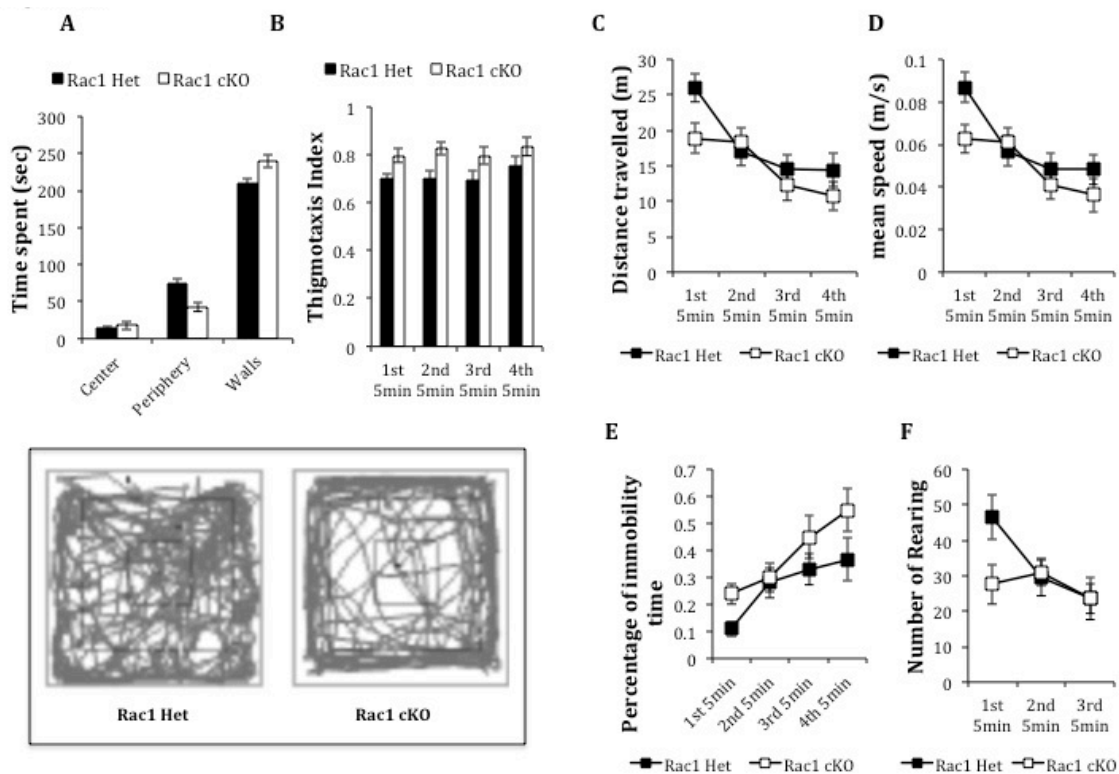 A
Rac1 Het Rac1 cKO
Time spent (sec)
300
250
200
150
100
50
0
Center Periphery Walls
B
Rac1 Het Rac1 cKO
Thigmotaxis Index
1
0.8
0.6
0.4
0.2
0
1st 2nd 3rd 4th
5min 5min 5min 5min
C
Distance travelled (m)
30
25
20
15
10
5
0
1st 2nd 3rd 4th
5min 5min 5min 5min
Rac1 Het Rac1 cKO
D
mean speed (m/s)
0.1
0.08
0.06
0.04
0.02
0
1st 2nd 3rd 4th
5min 5min 5min 5min
Rac1 Het Rac1 cKO
Rac1 Het Rac1 cKO
E
Percentage of immobility
time
0.7
0.6
0.5
0.4
0.3
0.2
0.1
0
1st 5min 2nd 5min 3rd 5min 4th 5min
Rac1 Het Rac1 cKO
F
Number of Rearing
60
50
40
30
20
10
0
1st 2nd 3rd
5min 5min 5min
Rac1 Het Rac1 cKO